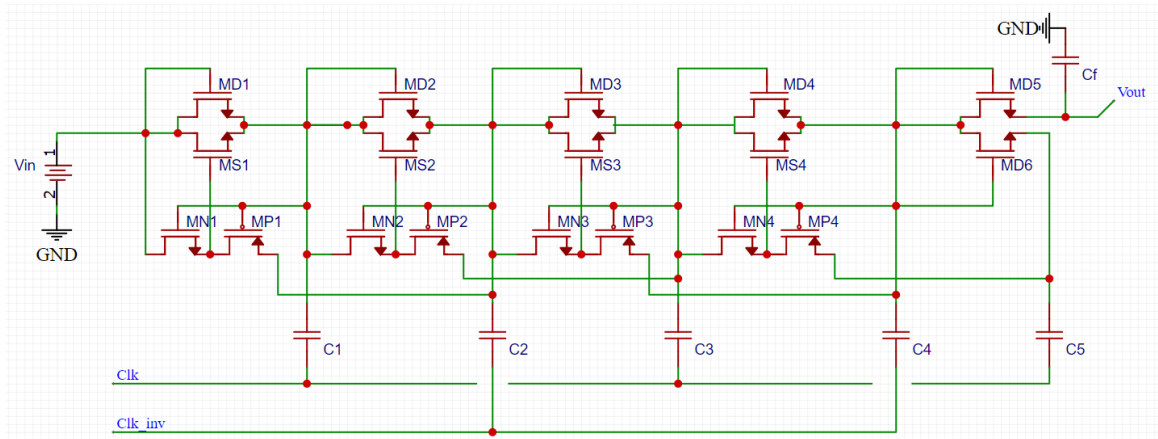 GND
Cf
Vout
MD1
MD2
MD3
MD4
MD5
Vin
1
2
GND
MS1
MS2
MS3
MS4
MD6
MN1
MP1
MN2
MP2
MN3
MP3
MN4
MP4
C1
C2
C3
C4
C5
Clk
Clk_inv